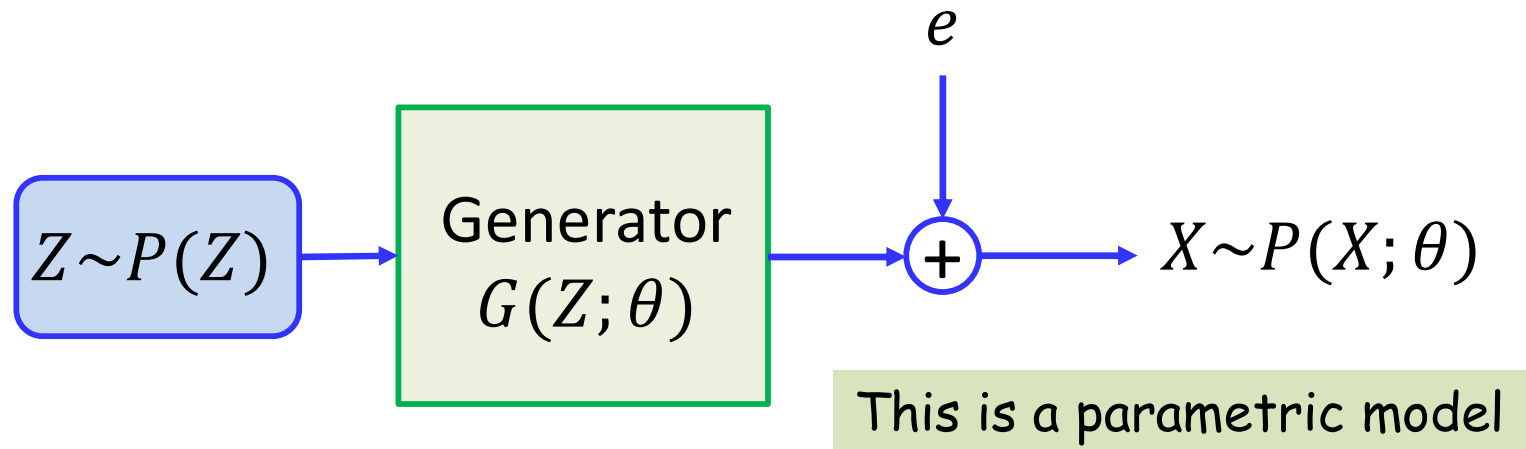 e
Z~P(Z)
Generator
G(Z; θ)
+
X~P(X; θ)
This is a parametric model